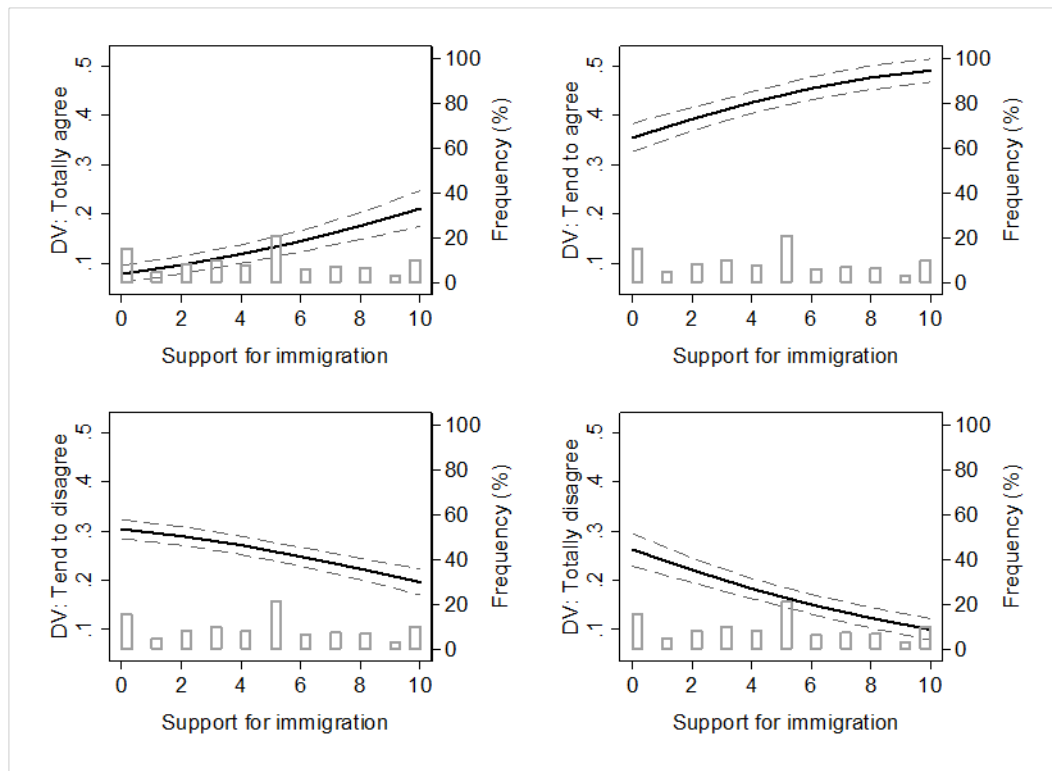 DV: Totally agree
.1 .2 .3 .4 .5
0 20 40 60 80 100
Frequency (%)
0 2 4 6 8 10
Support for immigration
DV: Tend to agree
.1 .2 .3 .4 .5
0 20 40 60 80 100
Frequency (%)
0 2 4 6 8 10
Support for immigration
DV: Tend to disagree
.1 .2 .3 .4 .5
0 20 40 60 80 100
Frequency (%)
0 2 4 6 8 10
Support for immigration
DV: Totally disagree
.1 .2 .3 .4 .5
0 20 40 60 80 100
Frequency (%)
0 2 4 6 8 10
Support for immigration